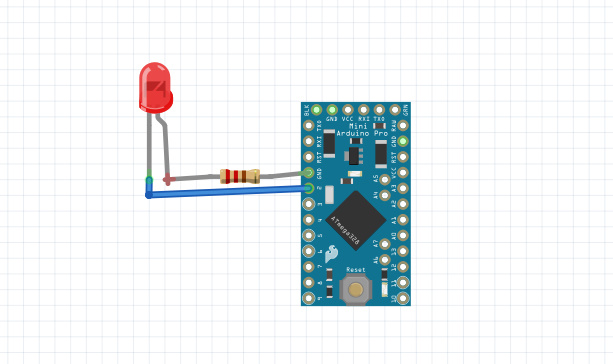 BLK GND VCC RXI TXO GRN
Mini
Arduino Pro
TXO
RXI
RST
GND
2
3
4
5
6
7
8
9
RAW
GND
RST
VCC
A3
A2
A1
A0
13
12
11
10
A5
A4
A7
A6
ATmega328
Reset